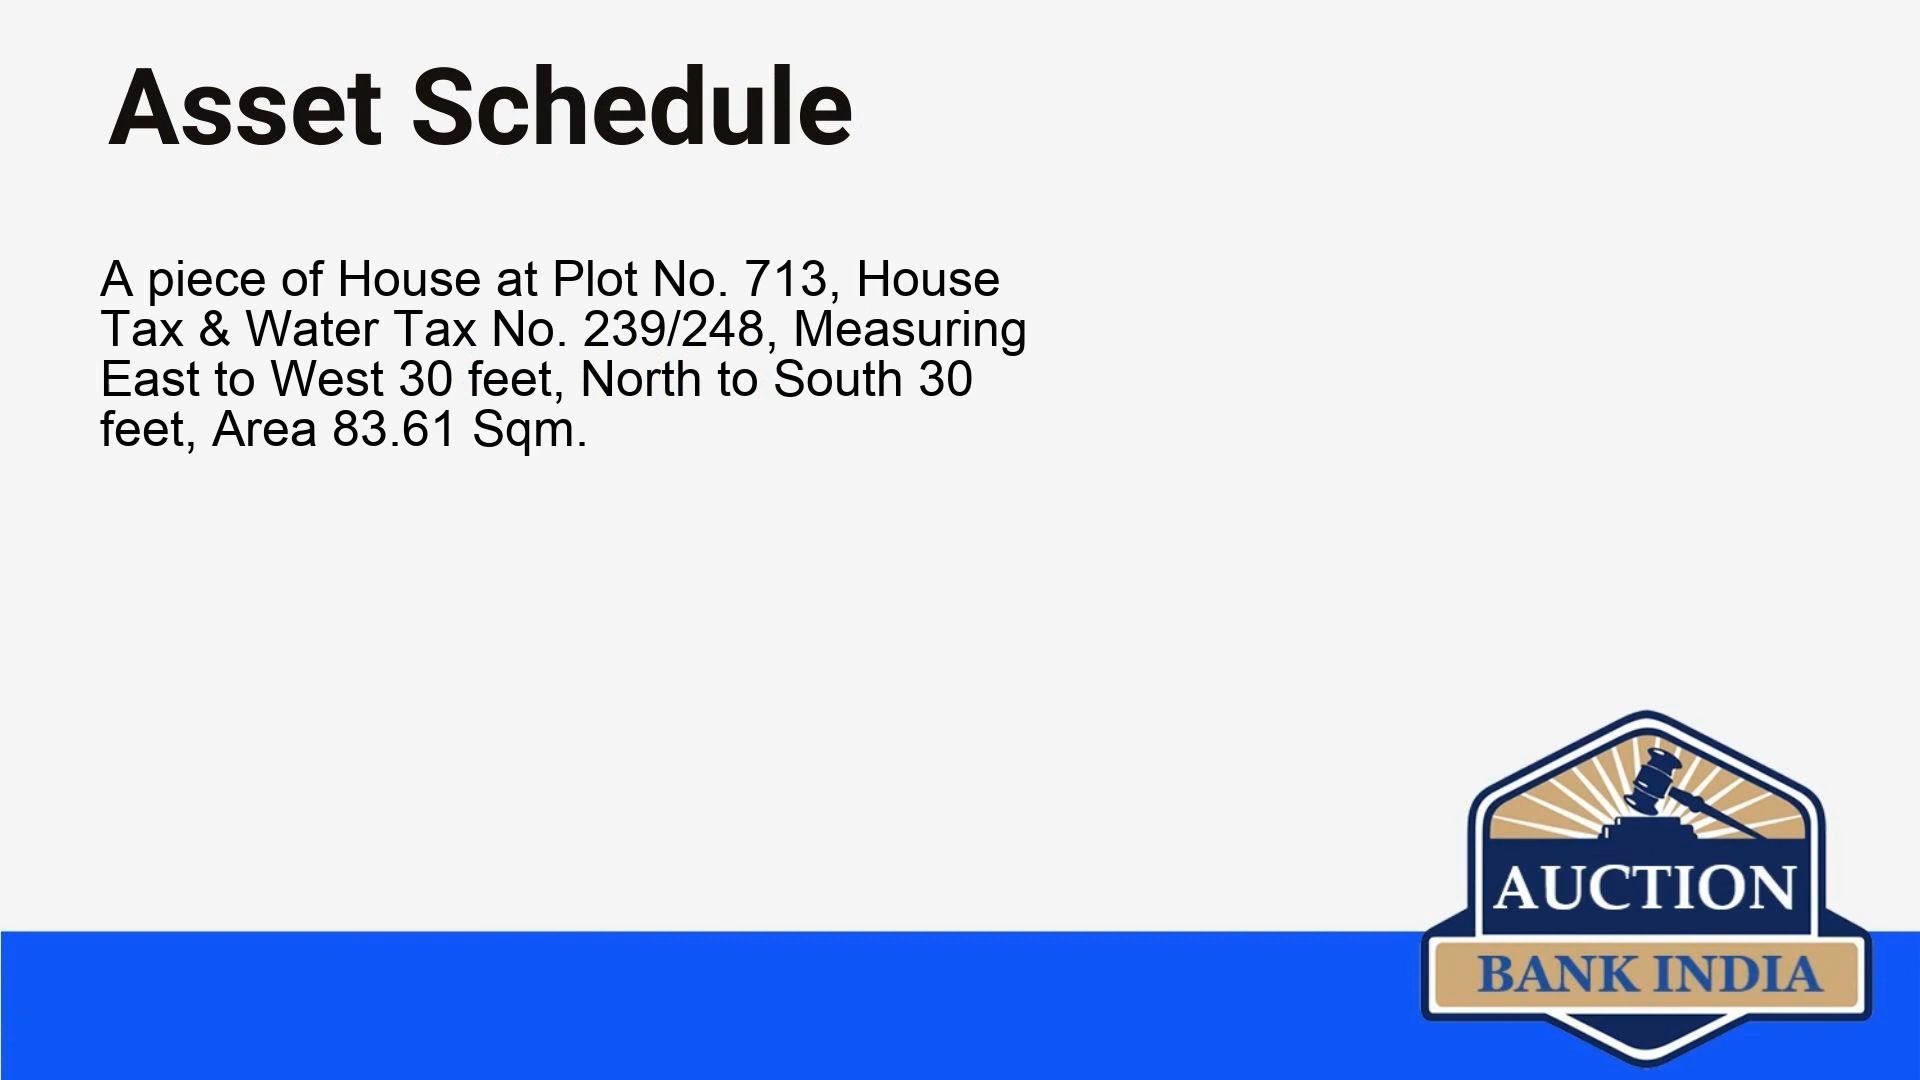 Asset Schedule
A piece of House at Plot No. 713, House
Tax & Water Tax No. 239/248, Measuring
East to West 30 feet, North to South 30
feet, Area 83.61 Sqm.
AUCTION
BANK INDIA